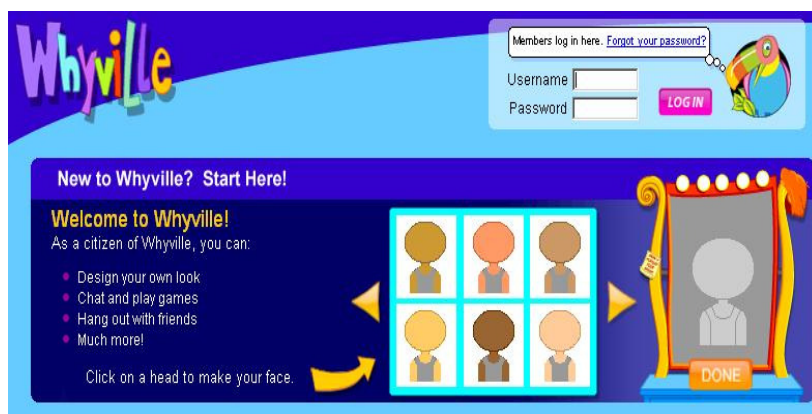 Whyville
Members log in here. Forgot your password?
Username
Password
LOG IN
New to Whyville? Start Here!
Welcome to Whyville!
As a citizen of Whyville, you can:
Design your own look
Chat and play games
Hang out with friends
Much more!
Click on a head to make your face.
DONE